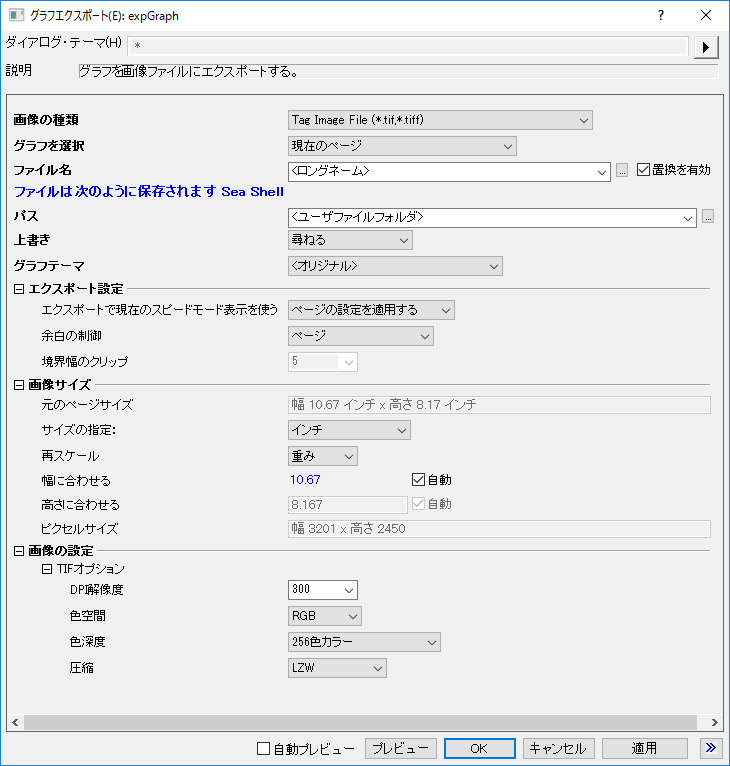 グラフエクスポート(E): expGraph
ダイアログ・テーマ(H) *
説明 グラフを画像ファイルにエクスポートする。
画像の種類 Tag Image File (*.tif,*.tiff)
グラフを選択 現在のページ
ファイル名 <ロングネーム> ... 置換を有効
ファイルは次のように保存されます Sea Shell
パス <ユーザファイルフォルダ> ...
上書き 尋ねる
グラフテーマ <オリジナル>
エクスポート設定
エクスポートで現在のスピードモード表示を使う ページの設定を適用する
余白の制御 ページ
境界幅のクリップ 5
画像サイズ
元のページサイズ 幅 10.67 インチ x 高さ 8.17 インチ
サイズの指定: インチ
再スケール 重み
幅に合わせる 10.67 自動
高さに合わせる 8.167 自動
ピクセルサイズ 幅 3201 x 高さ 2450
画像の設定
TIFオプション
DPI解像度 300
色空間 RGB
色深度 256色カラー
圧縮 LZW
自動プレビュー プレビュー OK キャンセル 適用